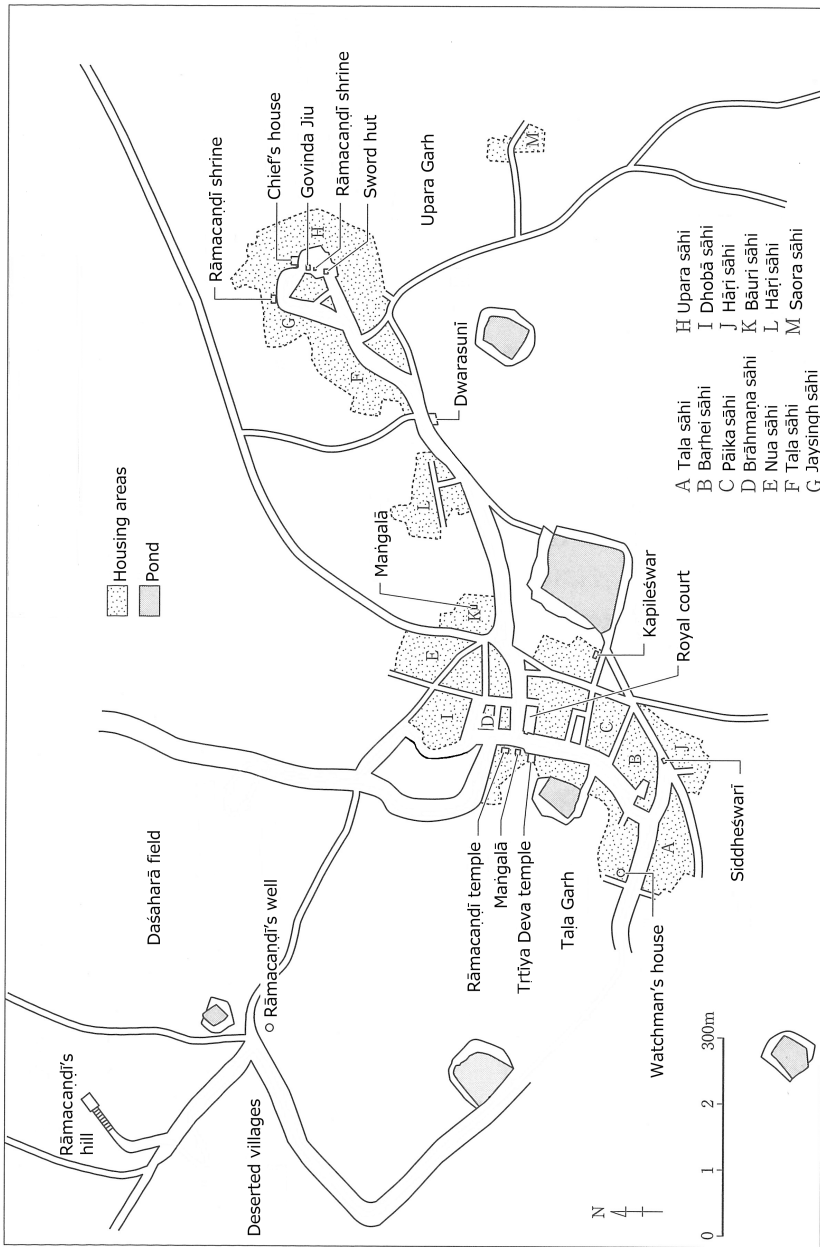 Housing areas
Pond
Rāmacaṇḍī shrine
Chief's house
Govinda Jiu
Rāmacaṇḍī shrine
Sword hut
Upara Garh
Dwarasunī
Maṅgalā
Kapileśwar
Royal court
Siddheśwarī
Daśaharā field
Rāmacaṇḍī's well
Rāmacaṇḍī's
hill
Deserted villages
Rāmacaṇḍī temple
Maṅgalā
Tṛtīya Deva temple
Taḷa Garh
Watchman's house
A
B
C
D
E
F
G
H
I
J
K
L
M
N
0 1 2 300m
A Taḷa sāhi
B Baṛhei sāhi
C Pāika sāhi
D Brāhmaṇa sāhi
E Nua sāhi
F Taḷa sāhi
G Jaysingh sāhi
H Upara sāhi
I Dhobā sāhi
J Hāṛi sāhi
K Bāuri sāhi
L Hāṛi sāhi
M Saora sāhi